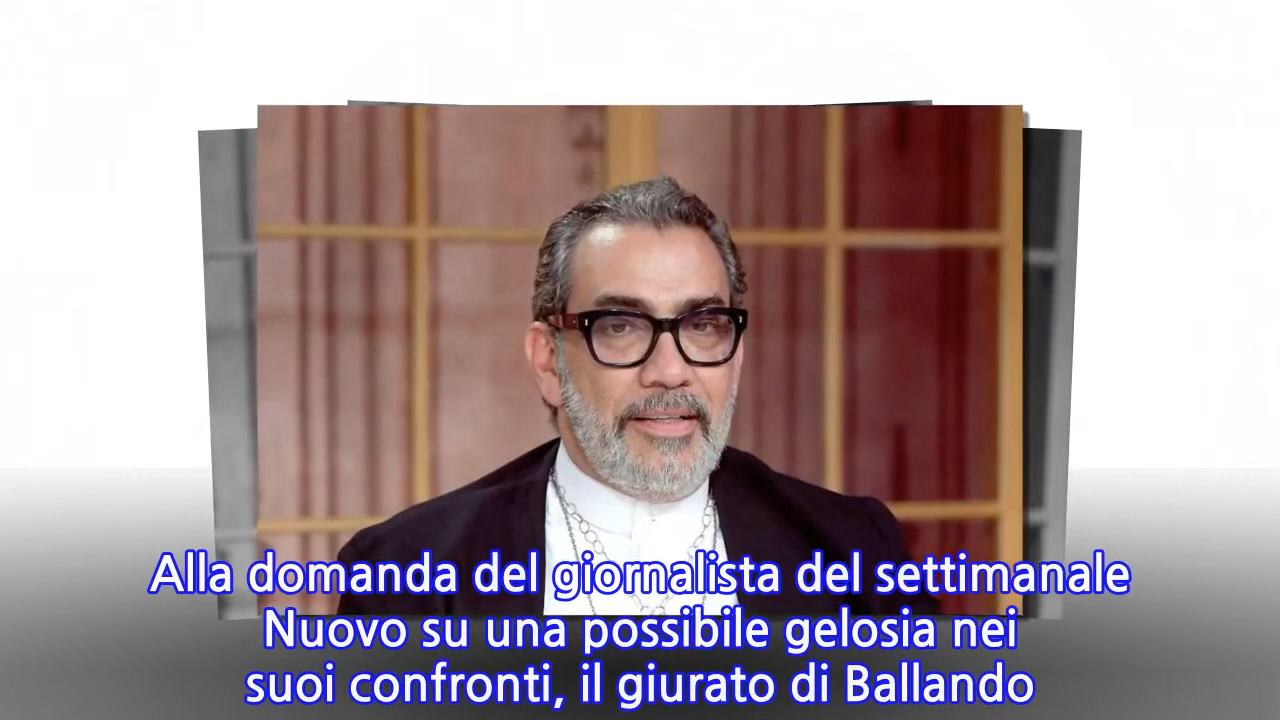 Alla domanda del giornalista del settimanale
Nuovo su una possibile gelosia nei
suoi confronti, il giurato di Ballando